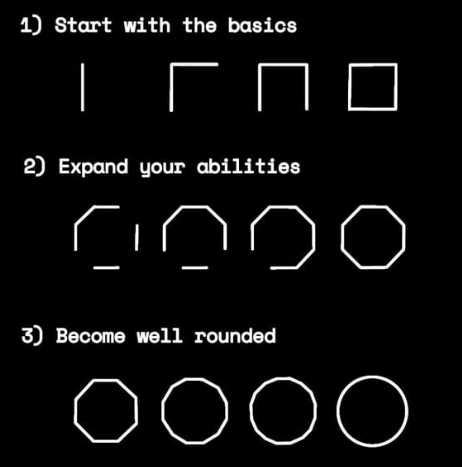 1) Start with the basics
2) Expand your abilities
3) Become well rounded